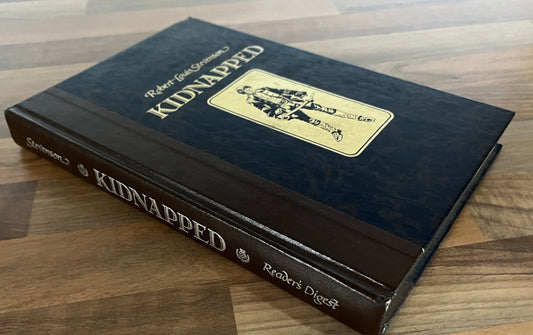 Robert Louis Stevenson
KIDNAPPED
Stevenson
KIDNAPPED
Reader's Digest